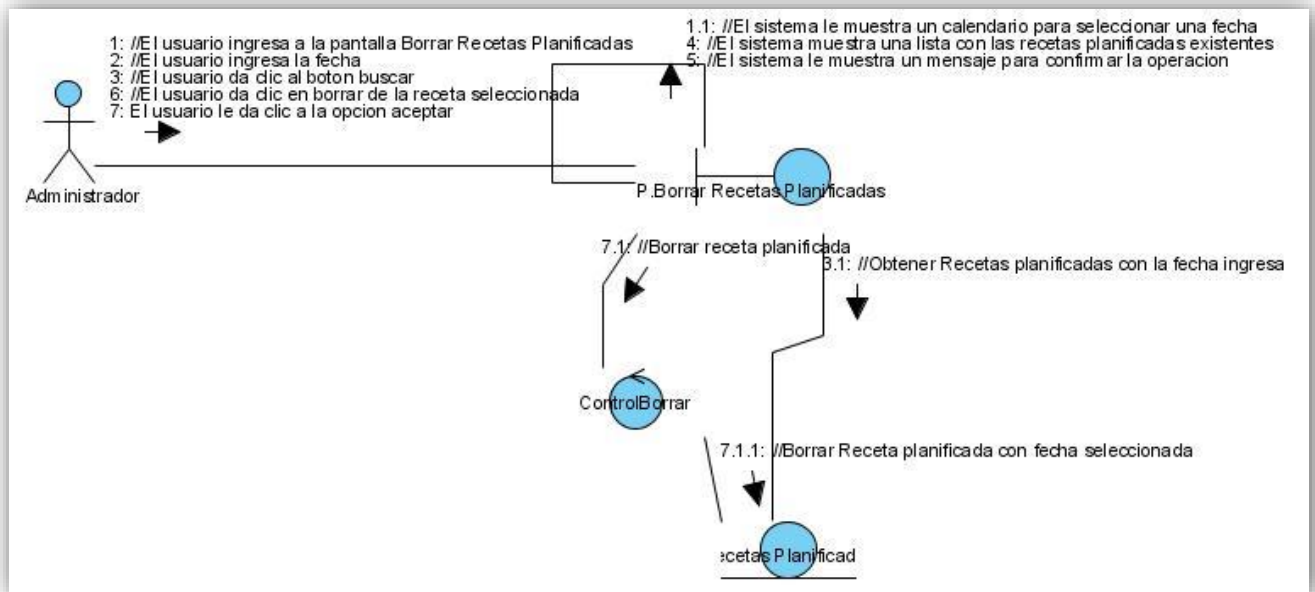 1: //El usuario ingresa a la pantalla Borrar Recetas Planificadas
2: //El usuario ingresa la fecha
3: //El usuario da clic al boton buscar
6: //El usuario da clic en borrar de la receta seleccionada
7: El usuario le da clic a la opcion aceptar
1.1: //El sistema le muestra un calendario para seleccionar una fecha
4: //El sistema muestra una lista con las recetas planificadas existentes
5: //El sistema le muestra un mensaje para confirmar la operacion
Administrador
P.Borrar Recetas Planificadas
7.1: //Borrar receta planificada
3.1: //Obtener Recetas planificadas con la fecha ingresa
ControlBorrar
7.1.1: //Borrar Receta planificada con fecha seleccionada
ecetas Planificad